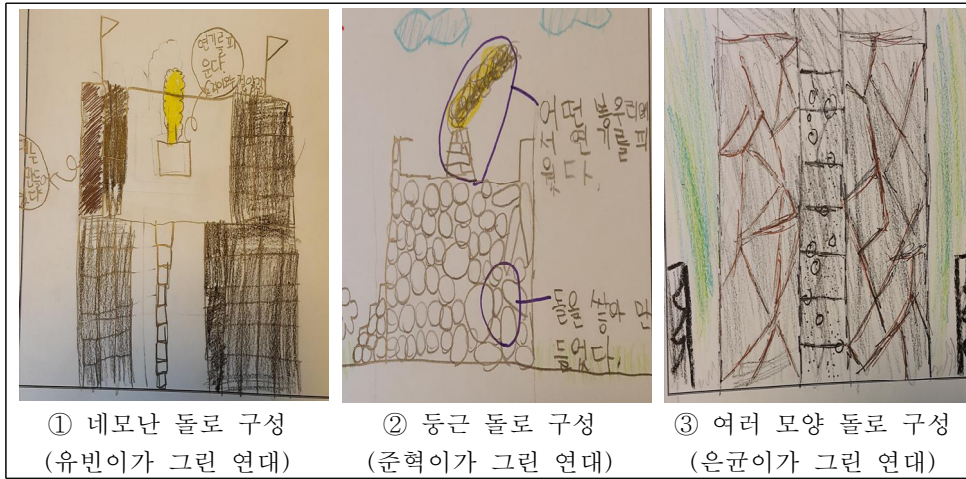 연기를 피
운다
어떤 봉우리에
서 연기를 피
웠다.
돌을 쌓아 만
들었다.
① 네모난 돌로 구성
(유빈이가 그린 연대)
② 둥근 돌로 구성
(준혁이가 그린 연대)
③ 여러 모양 돌로 구성
(은균이가 그린 연대)